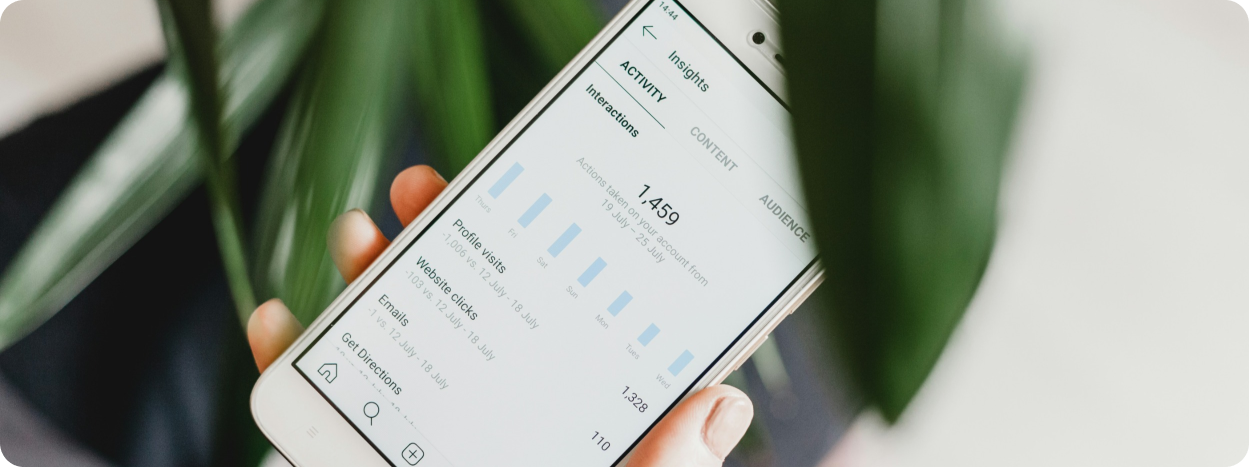 14:44
Insights
ACTIVITY
CONTENT
AUDIENCE
Interactions
1,459
Actions taken on your account from
19 July – 25 July
Thurs
Fri
Sat
Sun
Mon
Tues
Wed
Profile visits
1,328
-1,006 vs. 12 July - 18 July
Website clicks
110
-103 vs. 12 July - 18 July
Emails
-1 vs. 12 July - 18 July
Get Directions